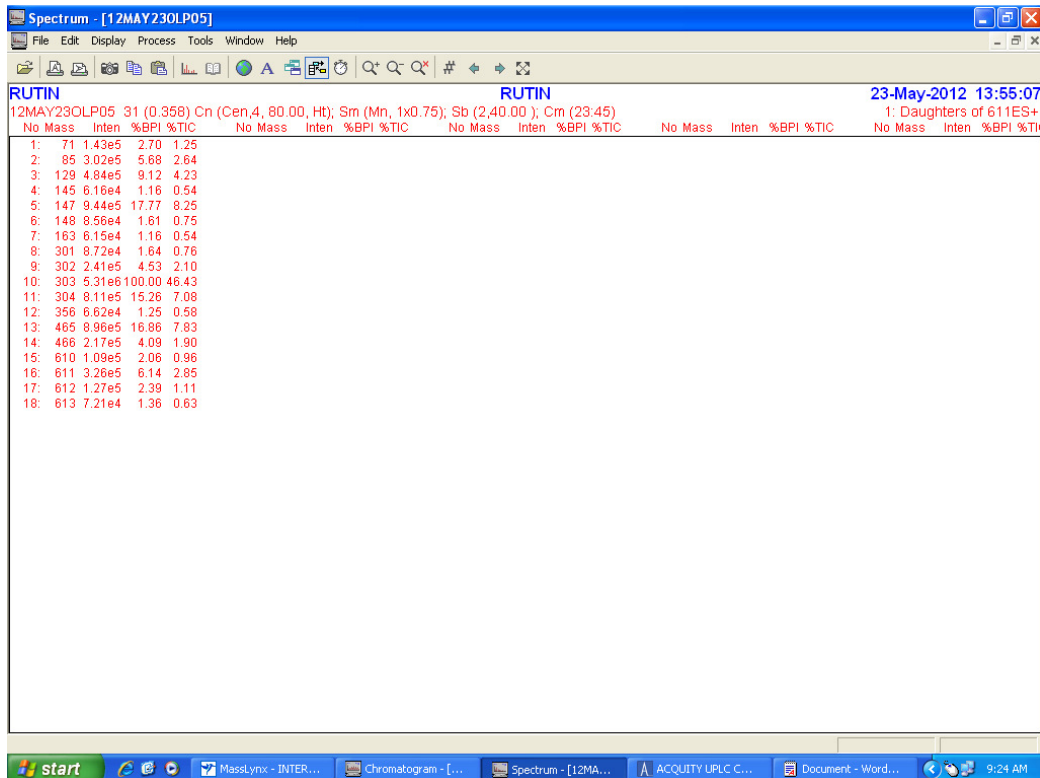 Spectrum - [12MAY23OLP05]
File Edit Display Process Tools Window Help
RUTIN RUTIN 23-May-2012 13:55:07
12MAY23OLP05 31 (0.358) Cn (Cen,4, 80.00, Ht); Sm (Mn, 1x0.75); Sb (2,40.00 ); Cm (23:45) 1: Daughters of 611ES+
No Mass Inten %BPI %TIC No Mass Inten %BPI %TIC No Mass Inten %BPI %TIC No Mass Inten %BPI %TIC No Mass Inten %BPI %TI
1: 71 1.43e5 2.70 1.25
2: 85 3.02e5 5.68 2.64
3: 129 4.84e5 9.12 4.23
4: 145 6.16e4 1.16 0.54
5: 147 9.44e5 17.77 8.25
6: 148 8.56e4 1.61 0.75
7: 163 6.15e4 1.16 0.54
8: 301 8.72e4 1.64 0.76
9: 302 2.41e5 4.53 2.10
10: 303 5.31e6 100.00 46.43
11: 304 8.11e5 15.26 7.08
12: 356 6.62e4 1.25 0.58
13: 465 8.96e5 16.86 7.83
14: 466 2.17e5 4.09 1.90
15: 610 1.09e5 2.06 0.96
16: 611 3.26e5 6.14 2.85
17: 612 1.27e5 2.39 1.11
18: 613 7.21e4 1.36 0.63
start MassLynx - INTER... Chromatogram - [... Spectrum - [12MA... ACQUITY UPLC C... Document - Word... 9:24 AM